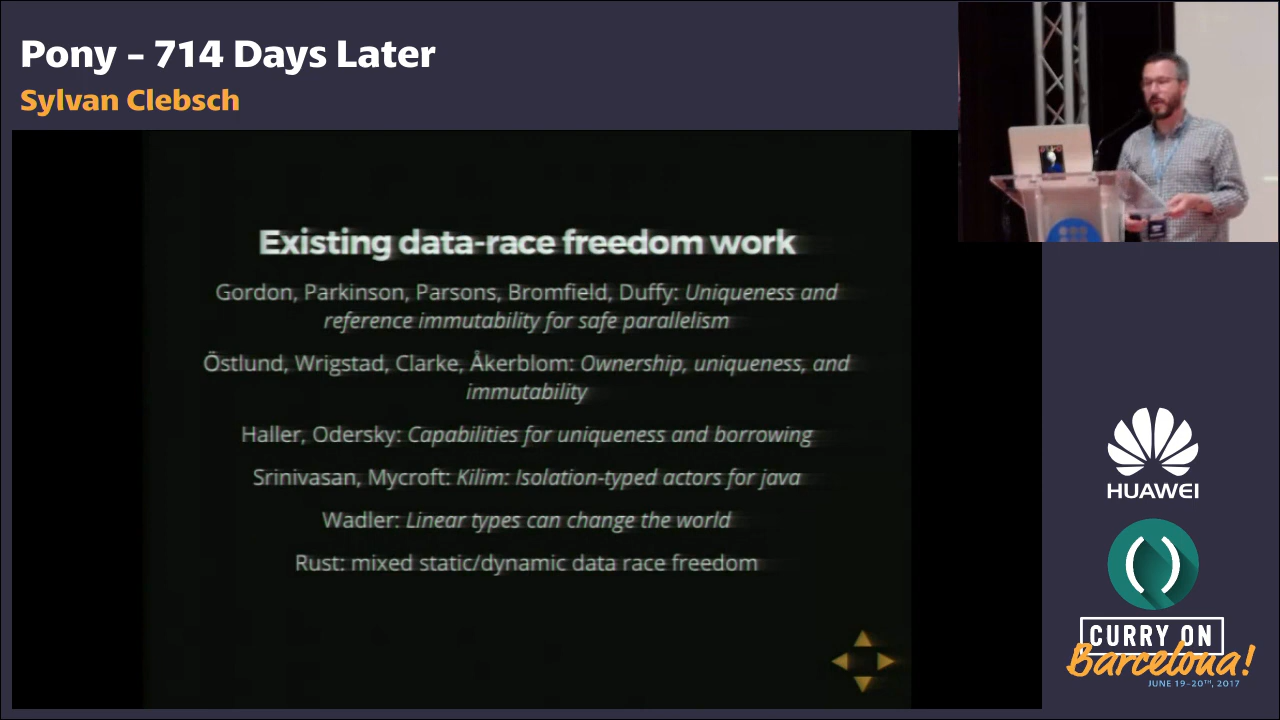 Pony – 714 Days Later
Sylvan Clebsch
Existing data-race freedom work
Gordon, Parkinson, Parsons, Bromfield, Duffy: Uniqueness and
reference immutability for safe parallelism
Östlund, Wrigstad, Clarke, Åkerblom: Ownership, uniqueness, and
immutability
Haller, Odersky: Capabilities for uniqueness and borrowing
Srinivasan, Mycroft: Kilim: Isolation-typed actors for java
Wadler: Linear types can change the world
Rust: mixed static/dynamic data race freedom
HUAWEI
CURRY ON
Barcelona!
JUNE 19-20TH, 2017